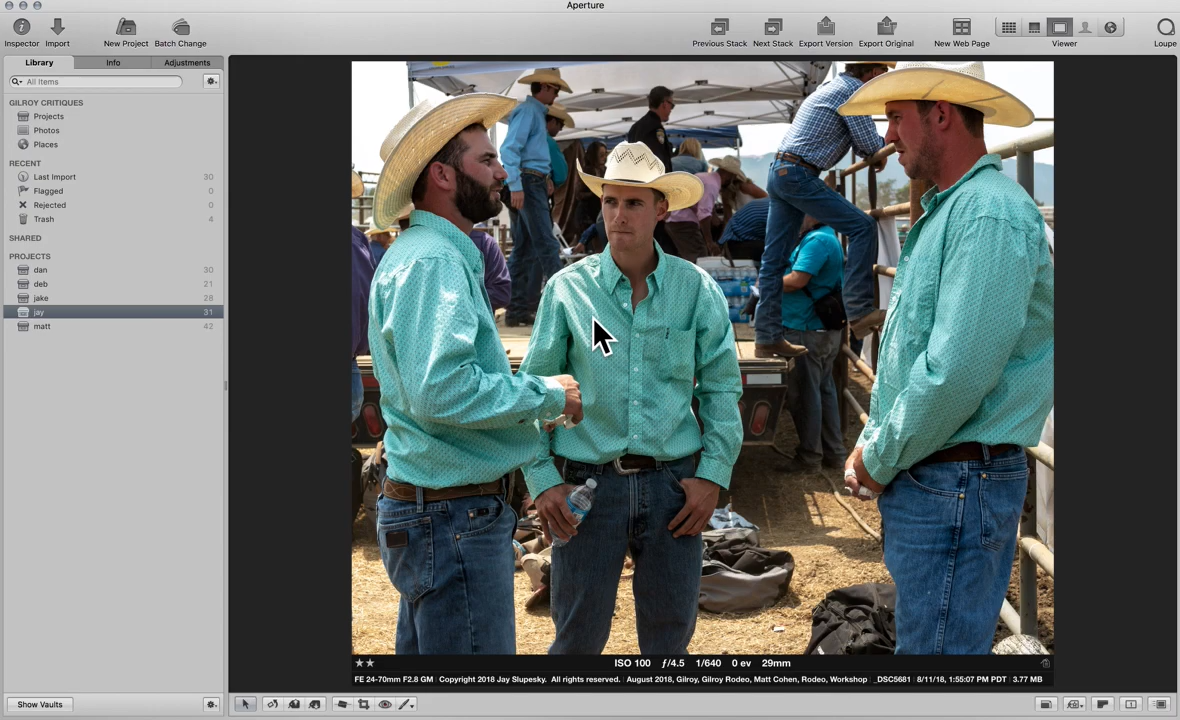 Aperture
Inspector
Import
New Project
Batch Change
Previous Stack
Next Stack
Export Version
Export Original
New Web Page
Viewer
Loupe
Library
Info
Adjustments
All Items
GILROY CRITIQUES
Projects
Photos
Places
RECENT
Last Import 30
Flagged 0
Rejected 0
Trash 4
SHARED
PROJECTS
dan 30
deb 21
jake 28
jay 31
matt 42
ISO 100 ƒ/4.5 1/640 0 ev 29mm
FE 24-70mm F2.8 GM | Copyright 2018 Jay Slupesky. All rights reserved. | August 2018, Gilroy, Gilroy Rodeo, Matt Cohen, Rodeo, Workshop | _DSC5681 | 8/11/18, 1:55:07 PM PDT | 3.77 MB
Show Vaults